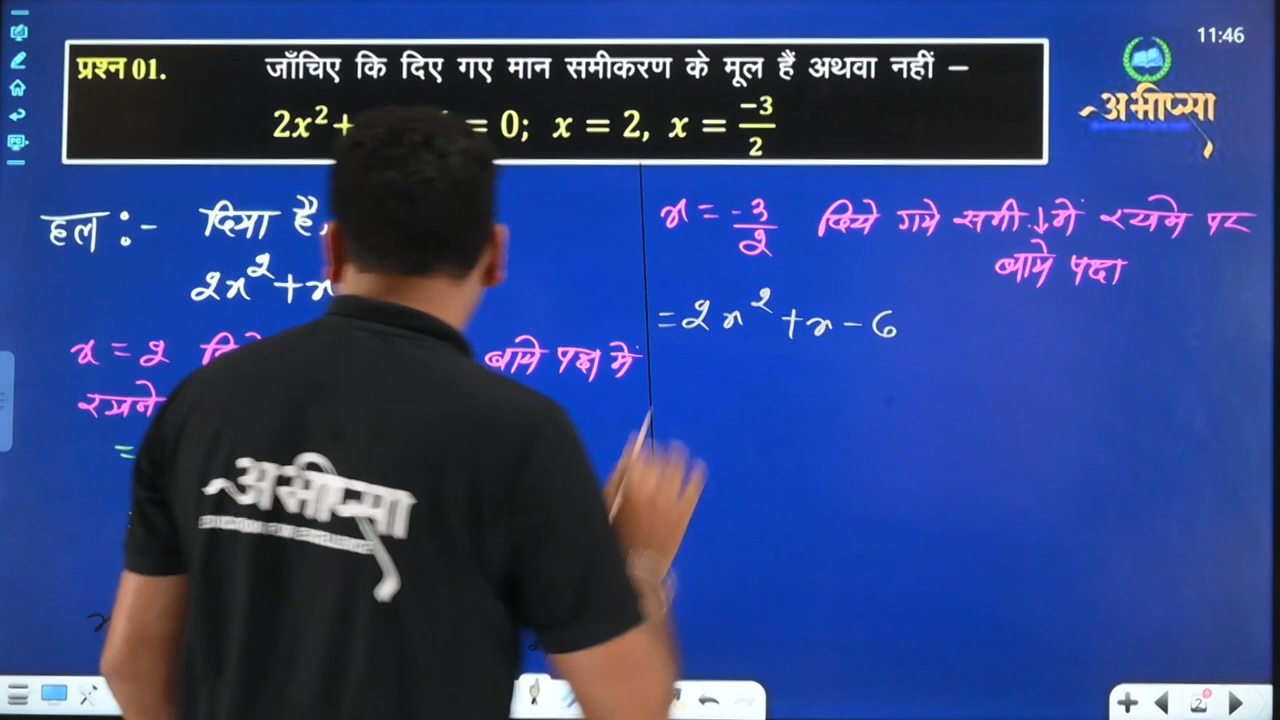 11:46
प्रश्न 01. जाँचिए कि दिए गए मान समीकरण के मूल हैं अथवा नहीं –
2x²+ = 0; x = 2, x = -3/2
अभीप्सा
हल :- दिया है,
2x²+x
x = 2
बाये पक्ष में
रखने
=
x = -3/2 दिये गये समी. में रखने पर
बाये पक्ष
= 2x² + x - 6
अभीप्सा
2